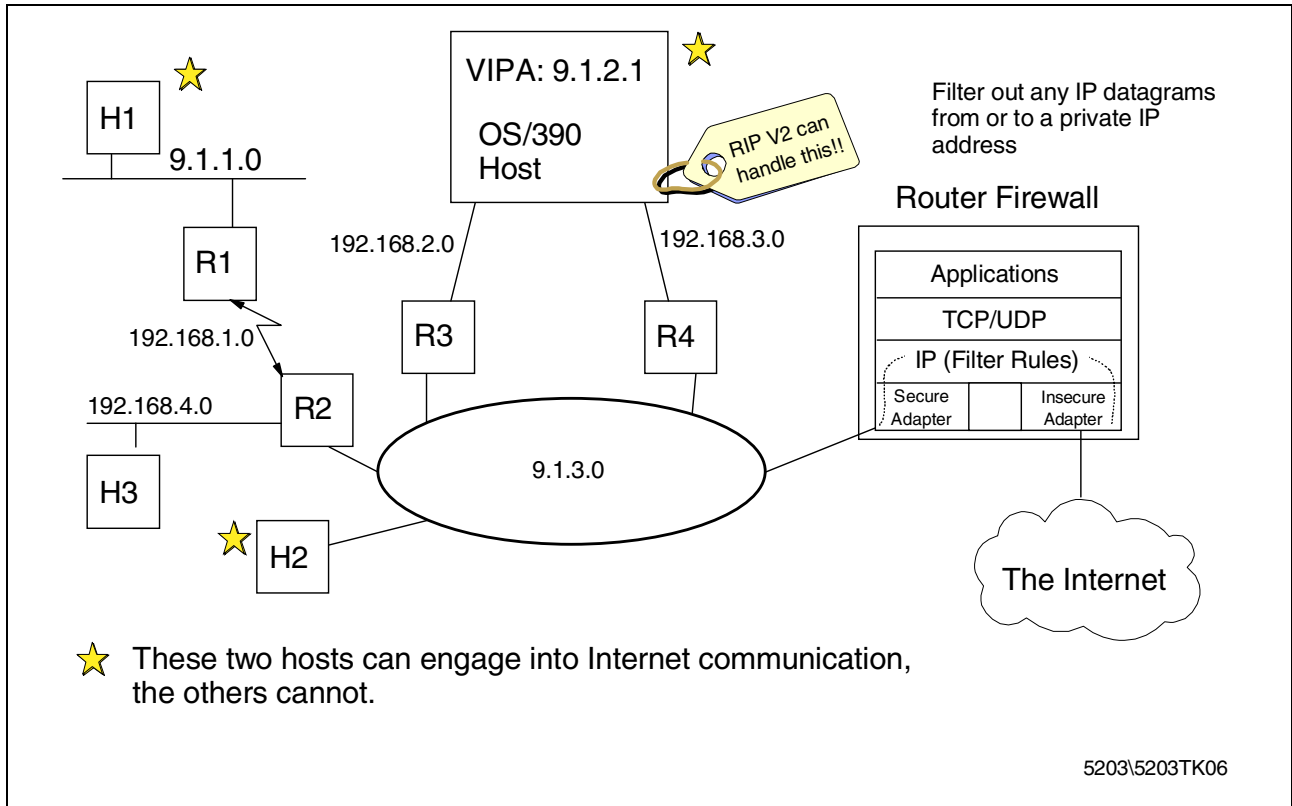 H1
9.1.1.0
R1
192.168.1.0
192.168.4.0
R2
H3
H2
VIPA: 9.1.2.1
OS/390
Host
RIP V2 can
handle this!!
192.168.2.0
192.168.3.0
R3
R4
9.1.3.0
Filter out any IP datagrams
from or to a private IP
address
Router Firewall
Applications
TCP/UDP
IP (Filter Rules)
Secure
Adapter
Insecure
Adapter
The Internet
These two hosts can engage into Internet communication,
the others cannot.
5203\5203TK06